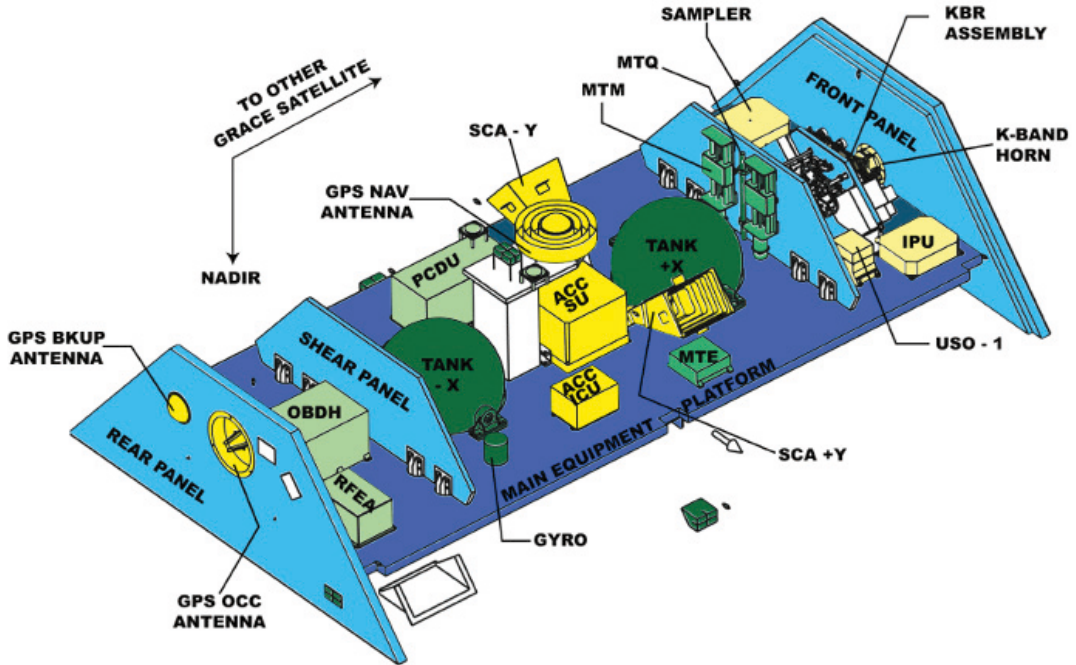 SAMPLER
KBR
ASSEMBLY
MTQ
MTM
FRONT PANEL
K-BAND
HORN
TO OTHER
GRACE SATELLITE
SCA - Y
GPS NAV
ANTENNA
NADIR
PCDU
TANK
+X
IPU
ACC
SU
USO - 1
GPS BKUP
ANTENNA
SHEAR PANEL
TANK
- X
MTE
ACC
ICU
OBDH
MAIN EQUIPMENT PLATFORM
SCA +Y
REAR PANEL
RFEA
GYRO
GPS OCC
ANTENNA